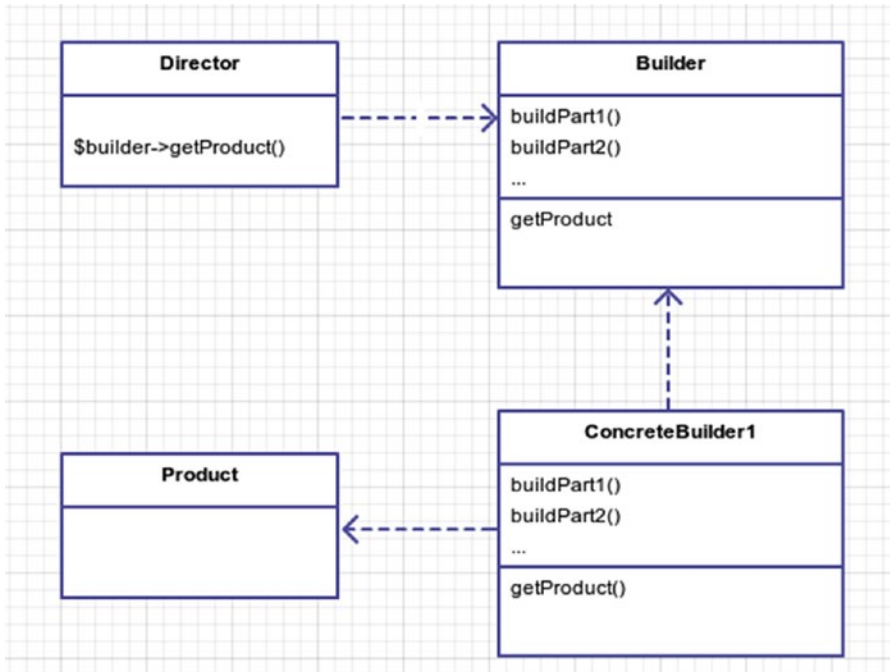 Director
$builder->getProduct()
Builder
buildPart1()
buildPart2()
...
getProduct
Product
ConcreteBuilder1
buildPart1()
buildPart2()
...
getProduct()